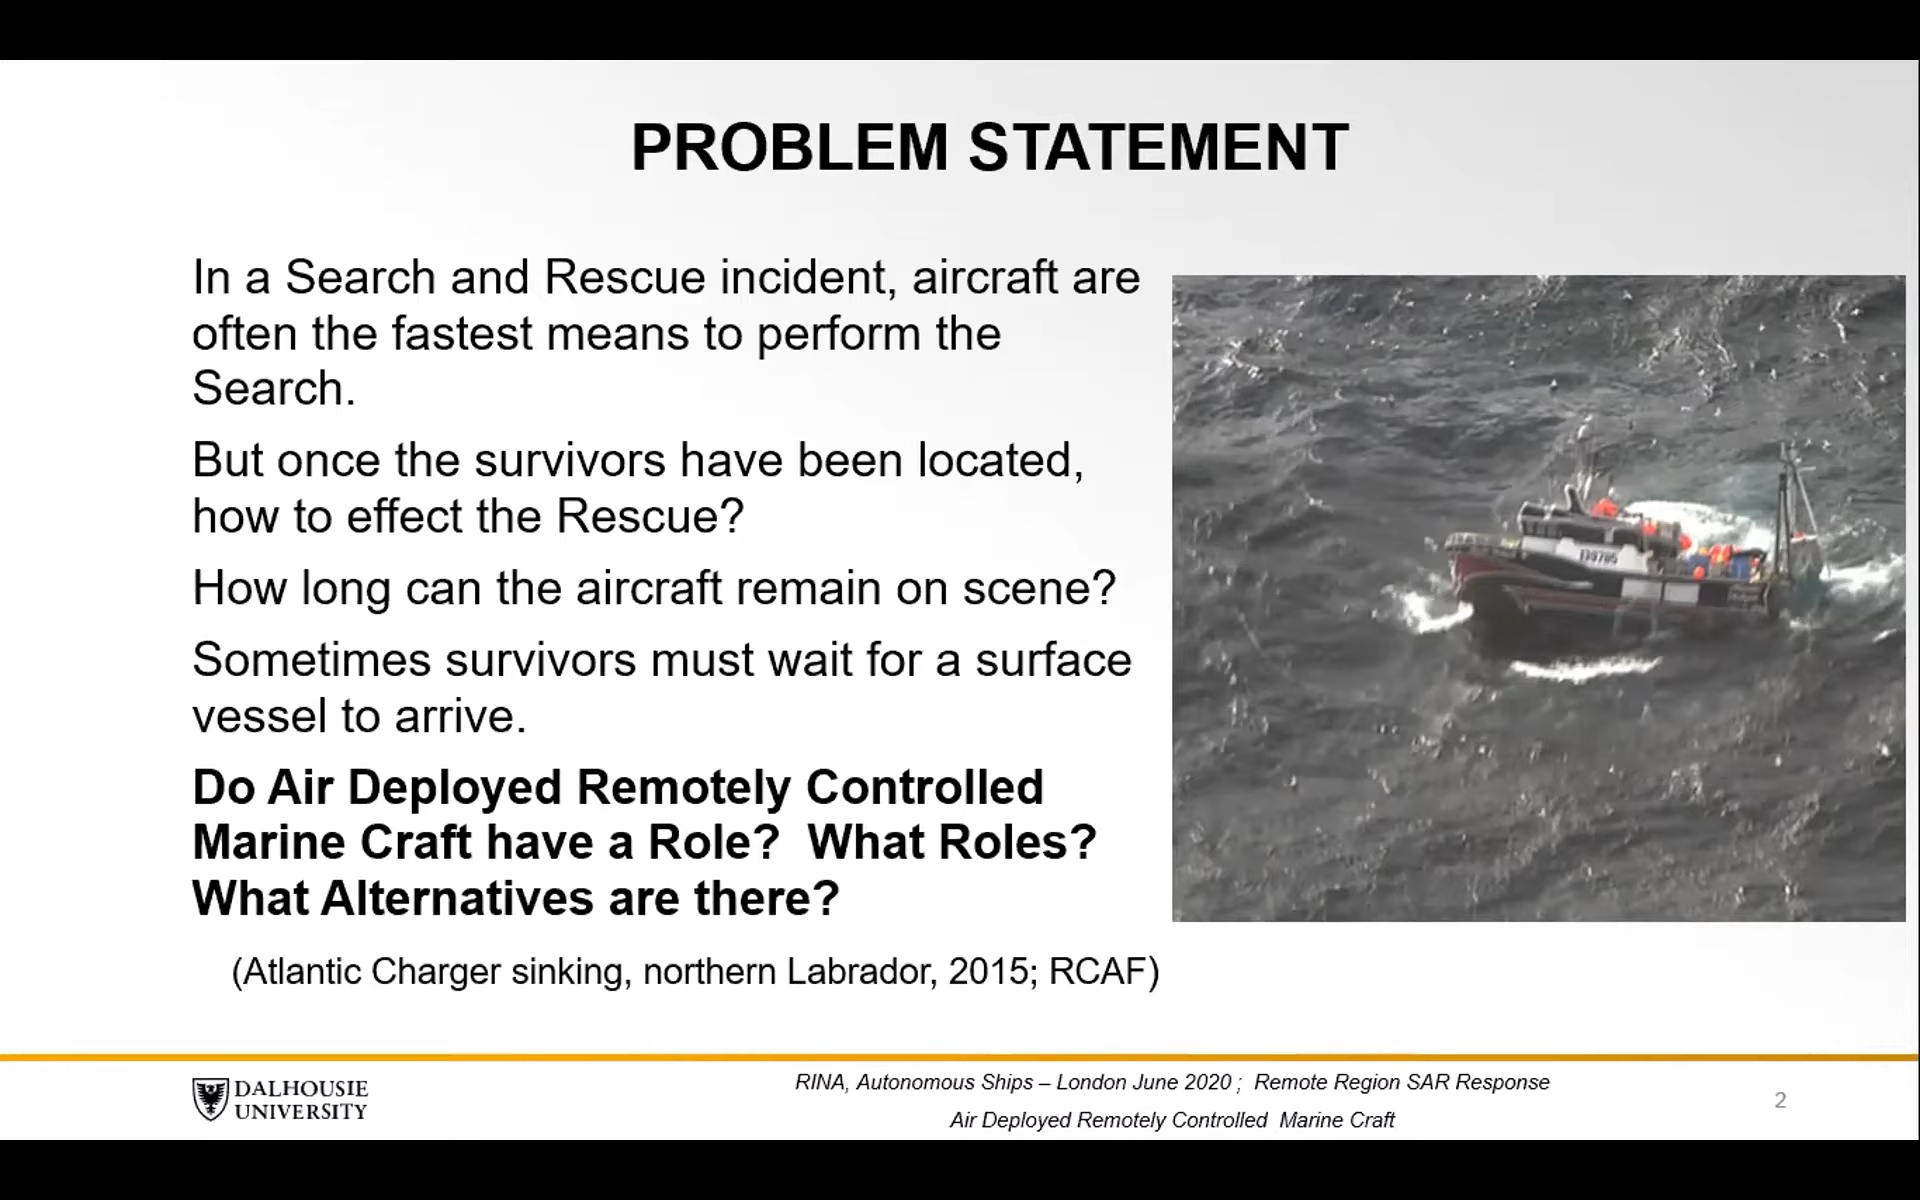 PROBLEM STATEMENT
In a Search and Rescue incident, aircraft are
often the fastest means to perform the
Search.
But once the survivors have been located,
how to effect the Rescue?
How long can the aircraft remain on scene?
Sometimes survivors must wait for a surface
vessel to arrive.
Do Air Deployed Remotely Controlled
Marine Craft have a Role?  What Roles?
What Alternatives are there?
(Atlantic Charger sinking, northern Labrador, 2015; RCAF)
DALHOUSIE
UNIVERSITY
RINA, Autonomous Ships – London June 2020 ;  Remote Region SAR Response
Air Deployed Remotely Controlled  Marine Craft
2